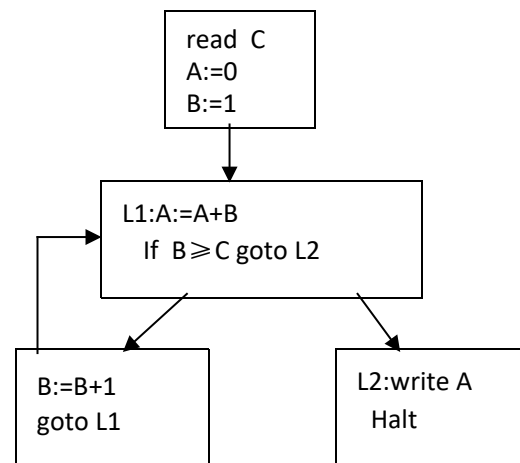 read C
A:=0
B:=1
L1:A:=A+B
If B⩾C goto L2
B:=B+1
goto L1
L2:write A
Halt